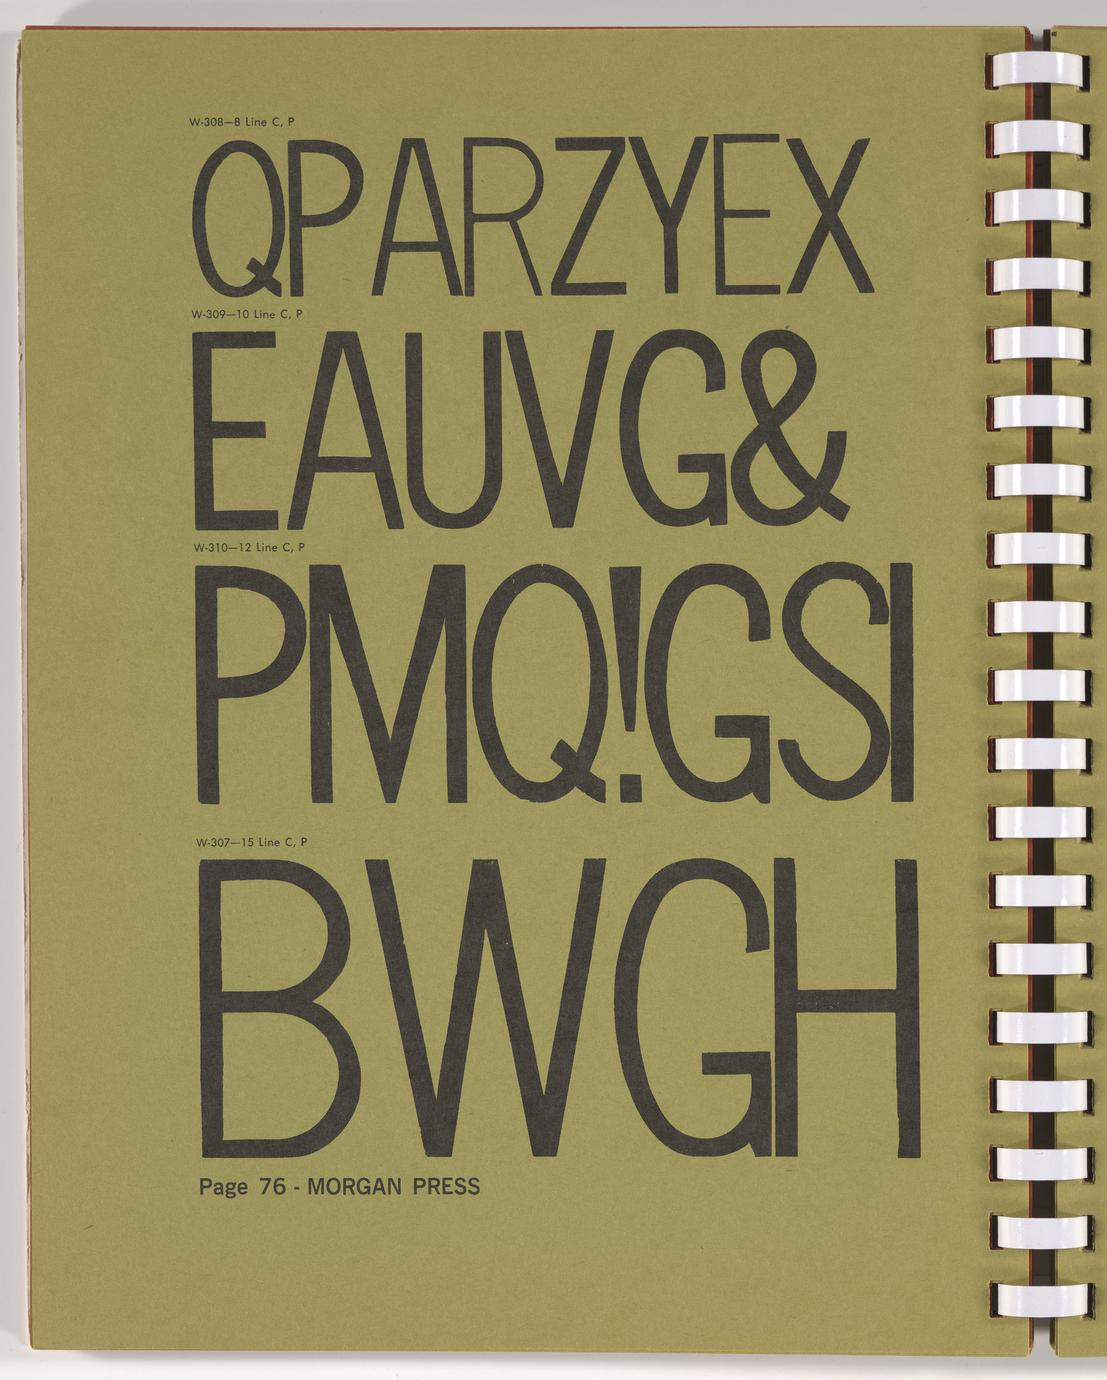 W-308—8 Line C, P
QPARZYEX
W-309—10 Line C, P
EAUVG&
W-310—12 Line C, P
PMQ!GSI
W-307—15 Line C, P
BWGH
Page 76 - MORGAN PRESS